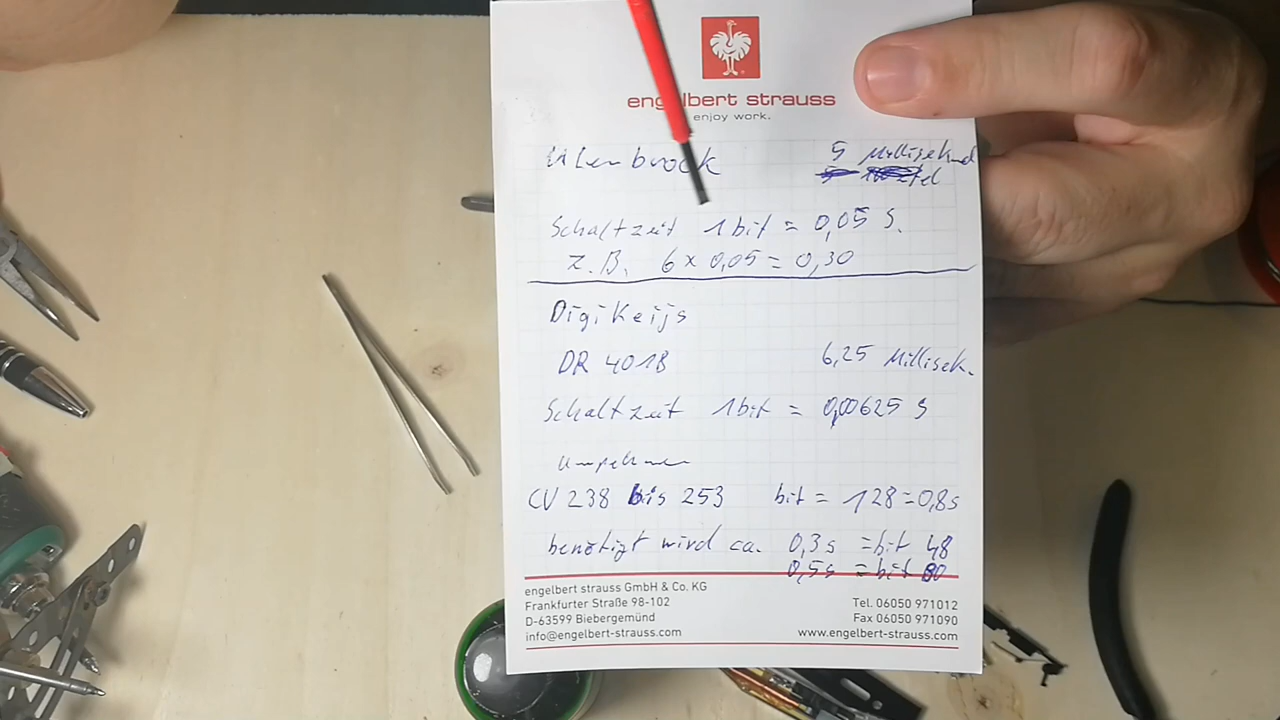 engelbert strauss
enjoy work.
Uhlenbrock 5 Millisekund
Schaltzeit 1 bit = 0,05 s.
z.B. 6 x 0,05 = 0,30
Digikeijs
DR 4018 6,25 Millisek.
Schaltzeit 1 bit = 0,00625 s
CV 238 bis 253 bit = 128 = 0,8s
benötigt wird ca. 0,3 s = bit 48
0,5s = bit 80
engelbert strauss GmbH & Co. KG
Frankfurter Straße 98-102 Tel. 06050 971012
D-63599 Biebergemünd Fax 06050 971090
info@engelbert-strauss.com www.engelbert-strauss.com